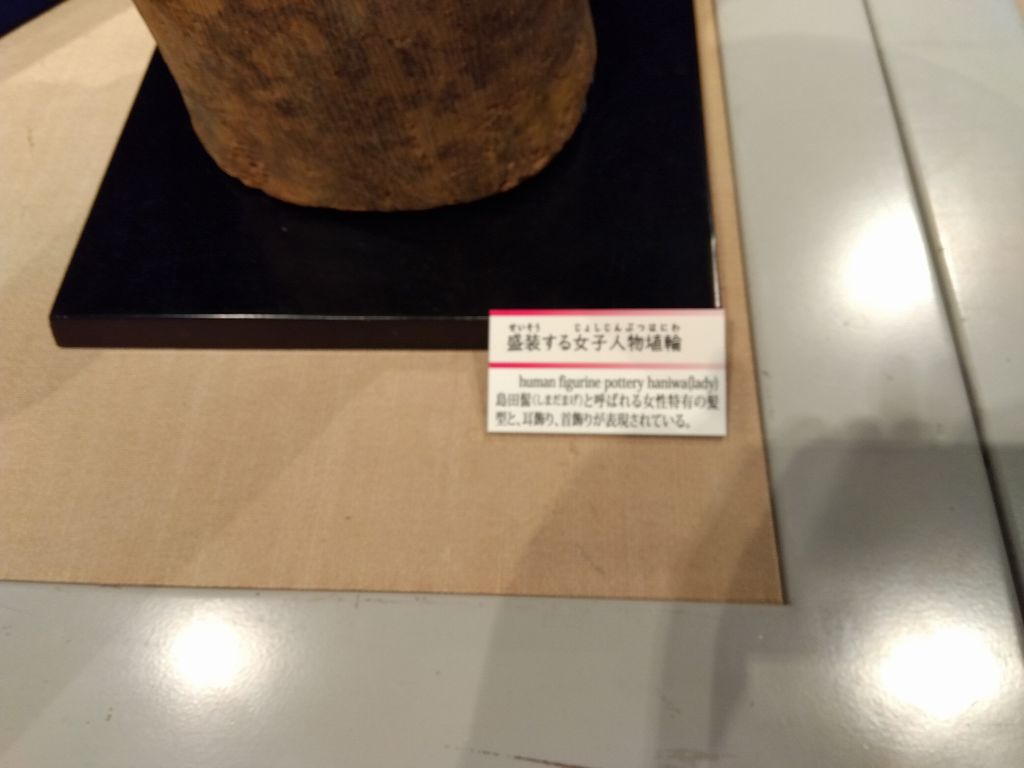 せいそう じょしじんぶつはにわ
盛装する女子人物埴輪
human figurine pottery haniwa(lady)
島田髷(しまだまげ)と呼ばれる女性特有の髪
型と、耳飾り、首飾りが表現されている。